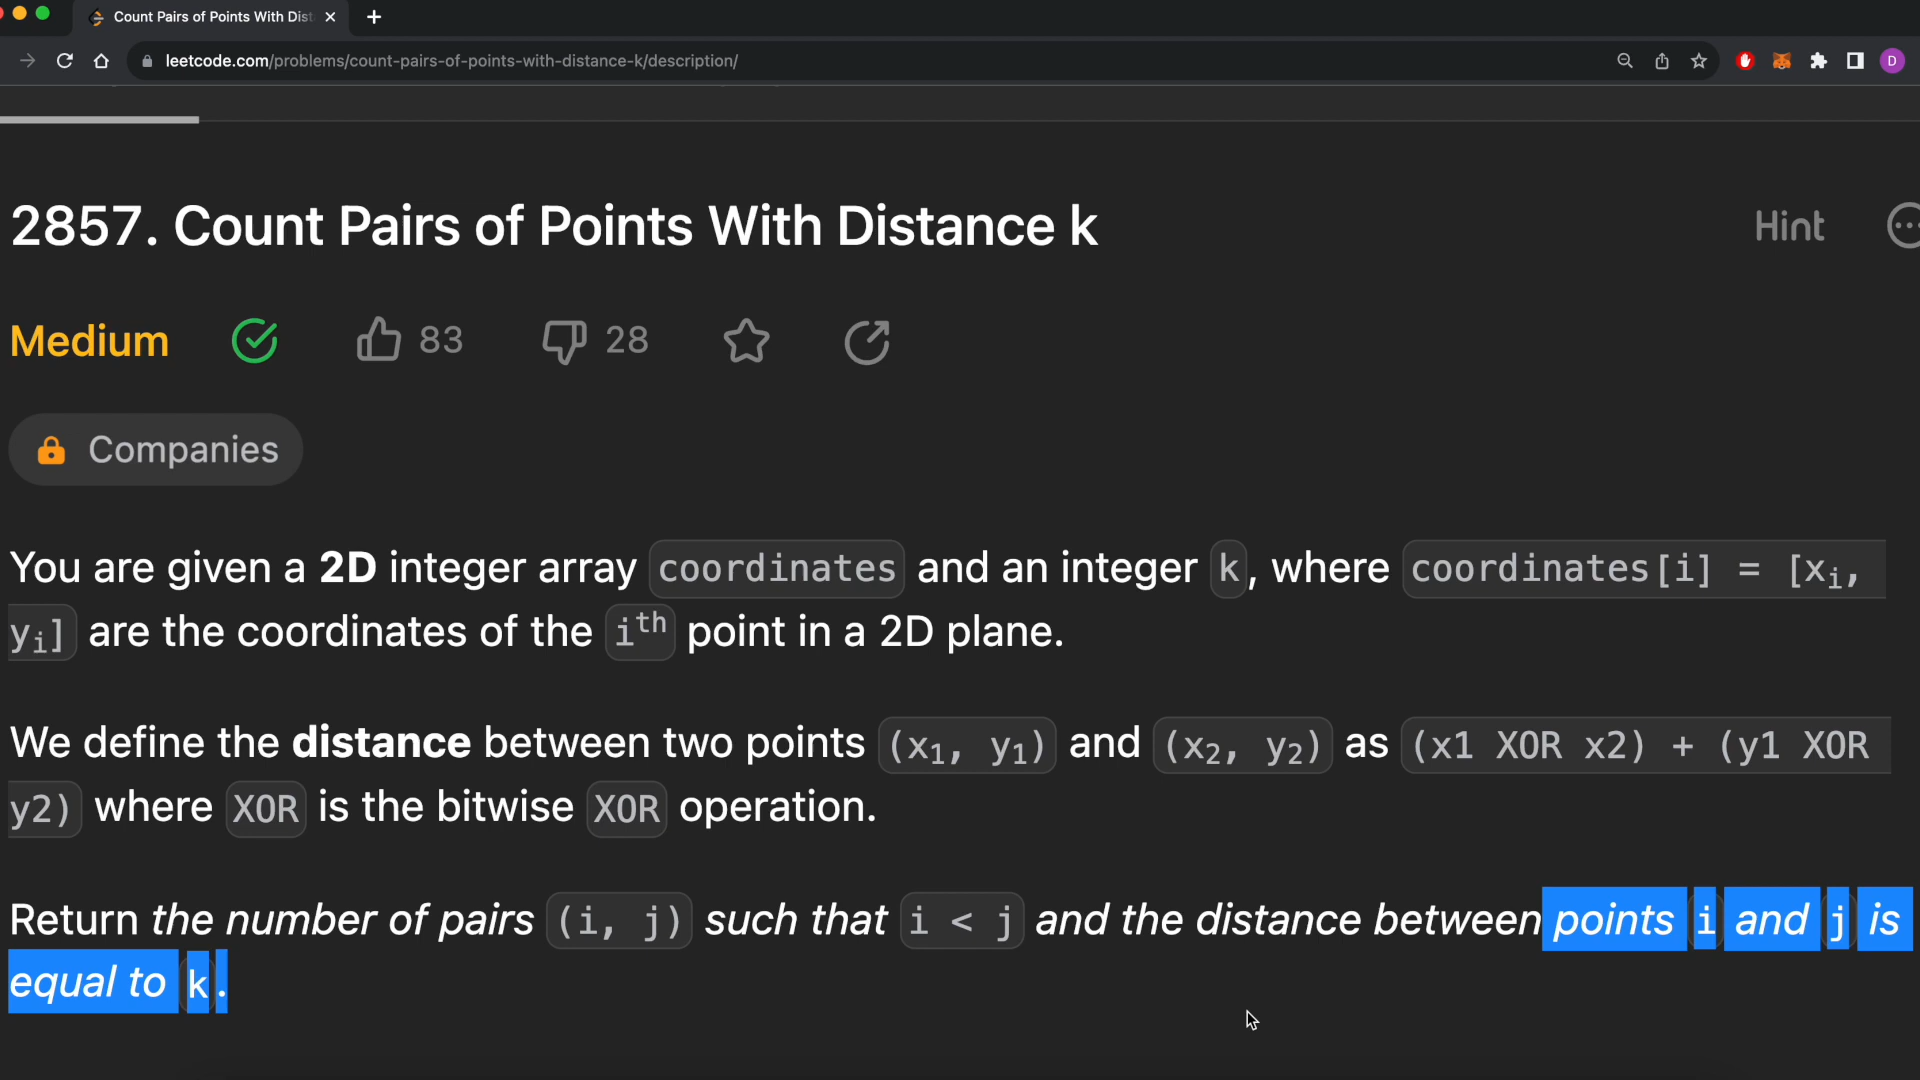 Count Pairs of Points With Dist
leetcode.com/problems/count-pairs-of-points-with-distance-k/description/
D
2857. Count Pairs of Points With Distance k
Hint
Medium 83 28
Companies
You are given a 2D integer array coordinates and an integer k, where coordinates[i] = [xi,
yi] are the coordinates of the ith point in a 2D plane.
We define the distance between two points (x1, y1) and (x2, y2) as (x1 XOR x2) + (y1 XOR
y2) where XOR is the bitwise XOR operation.
Return the number of pairs (i, j) such that i < j and the distance between points i and j is
equal to k.